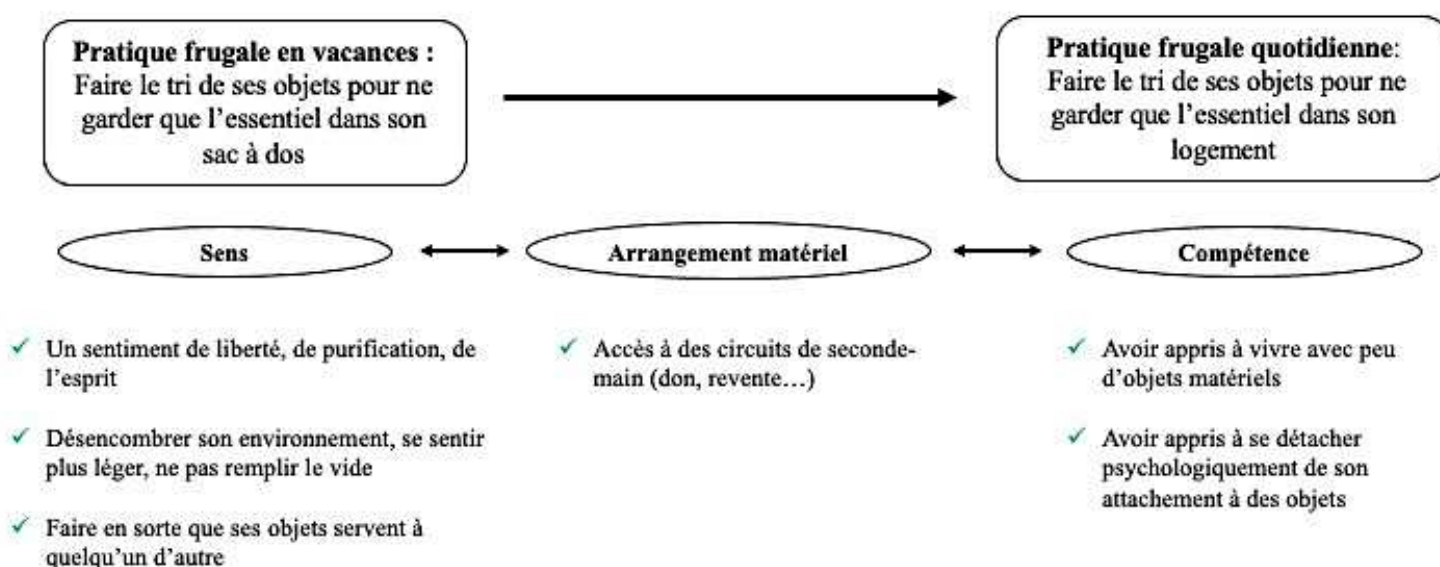 Pratique frugale en vacances :
Faire le tri de ses objets pour ne
garder que l'essentiel dans son
sac à dos
Pratique frugale quotidienne:
Faire le tri de ses objets pour ne
garder que l'essentiel dans son
logement
Sens
Arrangement matériel
Compétence
Un sentiment de liberté, de purification, de
l'esprit
Désencombrer son environnement, se sentir
plus léger, ne pas remplir le vide
Faire en sorte que ses objets servent à
quelqu'un d'autre
Accès à des circuits de seconde-
main (don, revente…)
Avoir appris à vivre avec peu
d'objets matériels
Avoir appris à se détacher
psychologiquement de son
attachement à des objets